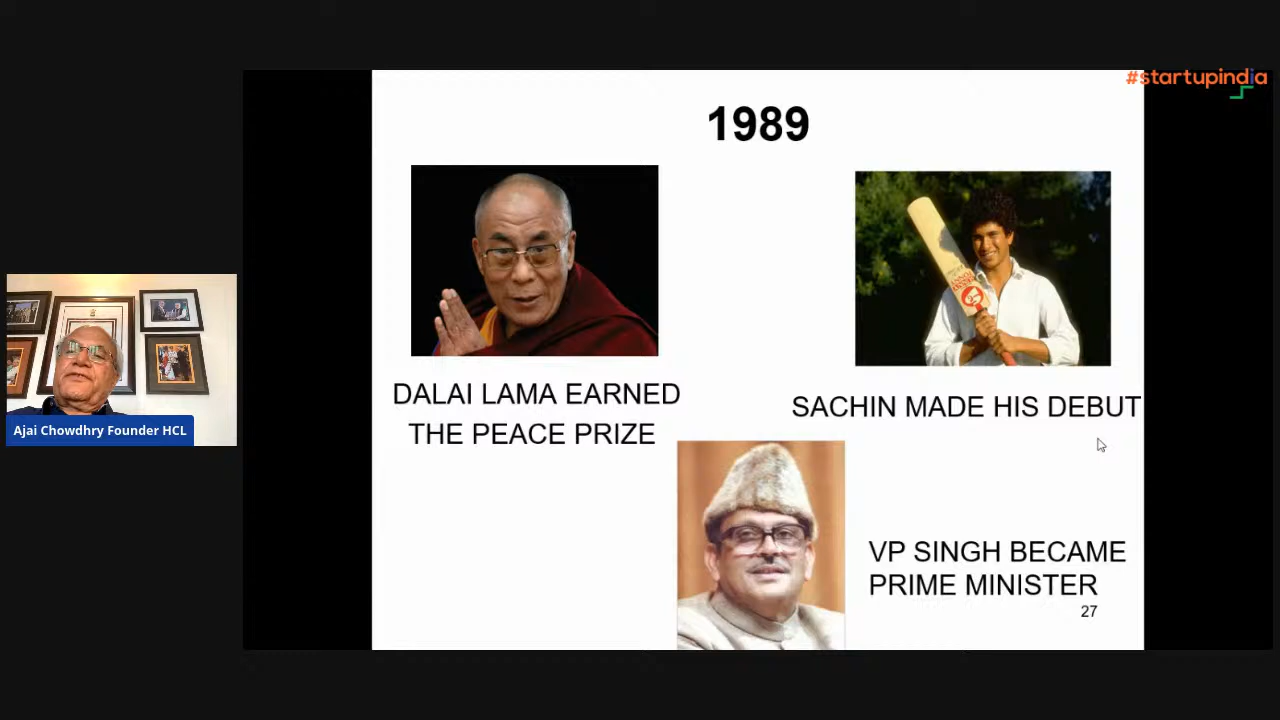 #startupindia
1989
DALAI LAMA EARNED
THE PEACE PRIZE
SACHIN MADE HIS DEBUT
VP SINGH BECAME
PRIME MINISTER
27
Ajai Chowdhry Founder HCL